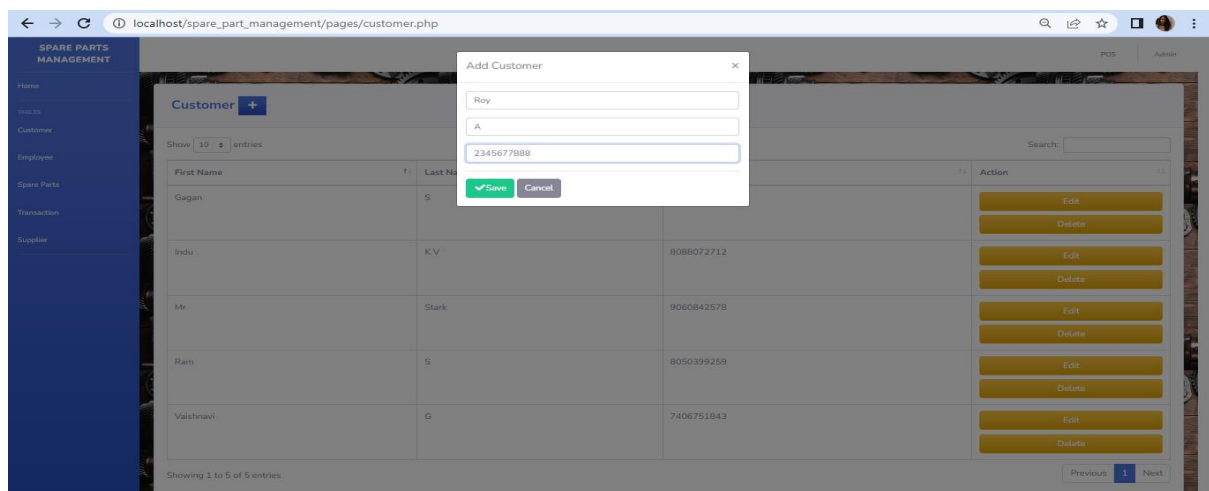 localhost/spare_part_management/pages/customer.php
SPARE PARTS
MANAGEMENT
POS
Admin
Home
TABLES
Customer
Employee
Spare Parts
Transaction
Supplier
Add Customer ×
Roy
A
2345677888
Save Cancel
Customer +
Show 10 entries
Search:
First Name Last Na Action
Gagan S Edit
Delete
Indu K V 8088072712 Edit
Delete
Mr Stark 9060842578 Edit
Delete
Ram S 8050399259 Edit
Delete
Vaishnavi G 7406751843 Edit
Delete
Showing 1 to 5 of 5 entries
Previous 1 Next